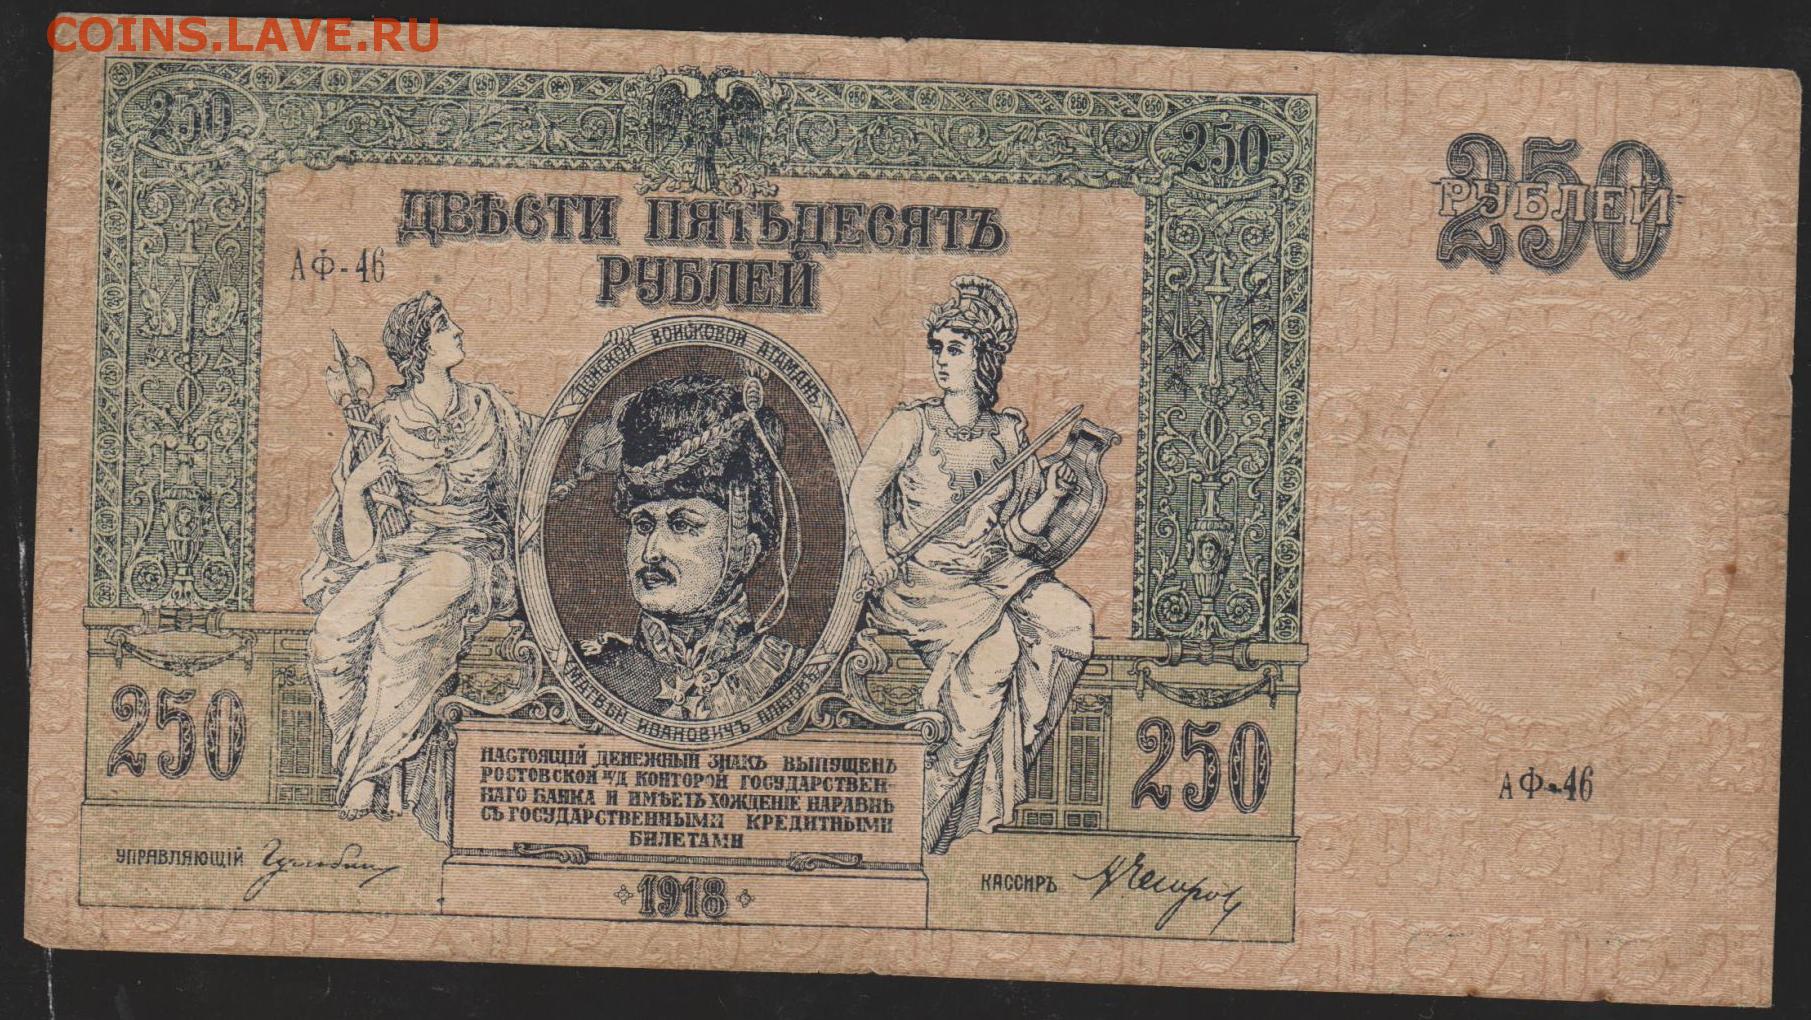 COINS.LAVE.RU
250
250
250
РУБЛЕЙ
ДВѢСТИ ПЯТЬДЕСЯТЪ
РУБЛЕЙ
АФ-46
ДОНСКОЙ ВОЙСКОВОЙ АТАМАНЪ
МАТВѢЙ ИВАНОВИЧЪ ПЛАТОВЪ
250
250
НАСТОЯЩІЙ ДЕНЕЖНЫЙ ЗНАКЪ ВЫПУЩЕНЪ
РОСТОВСКОЙ Н/Д КОНТОРОЙ ГОСУДАРСТВЕН-
НАГО БАНКА И ИМѢЕТЪ ХОЖДЕНІЕ НАРАВНѢ
СЪ ГОСУДАРСТВЕННЫМИ КРЕДИТНЫМИ
БИЛЕТАМИ
АФ-46
УПРАВЛЯЮЩІЙ
КАССИРЪ
1918